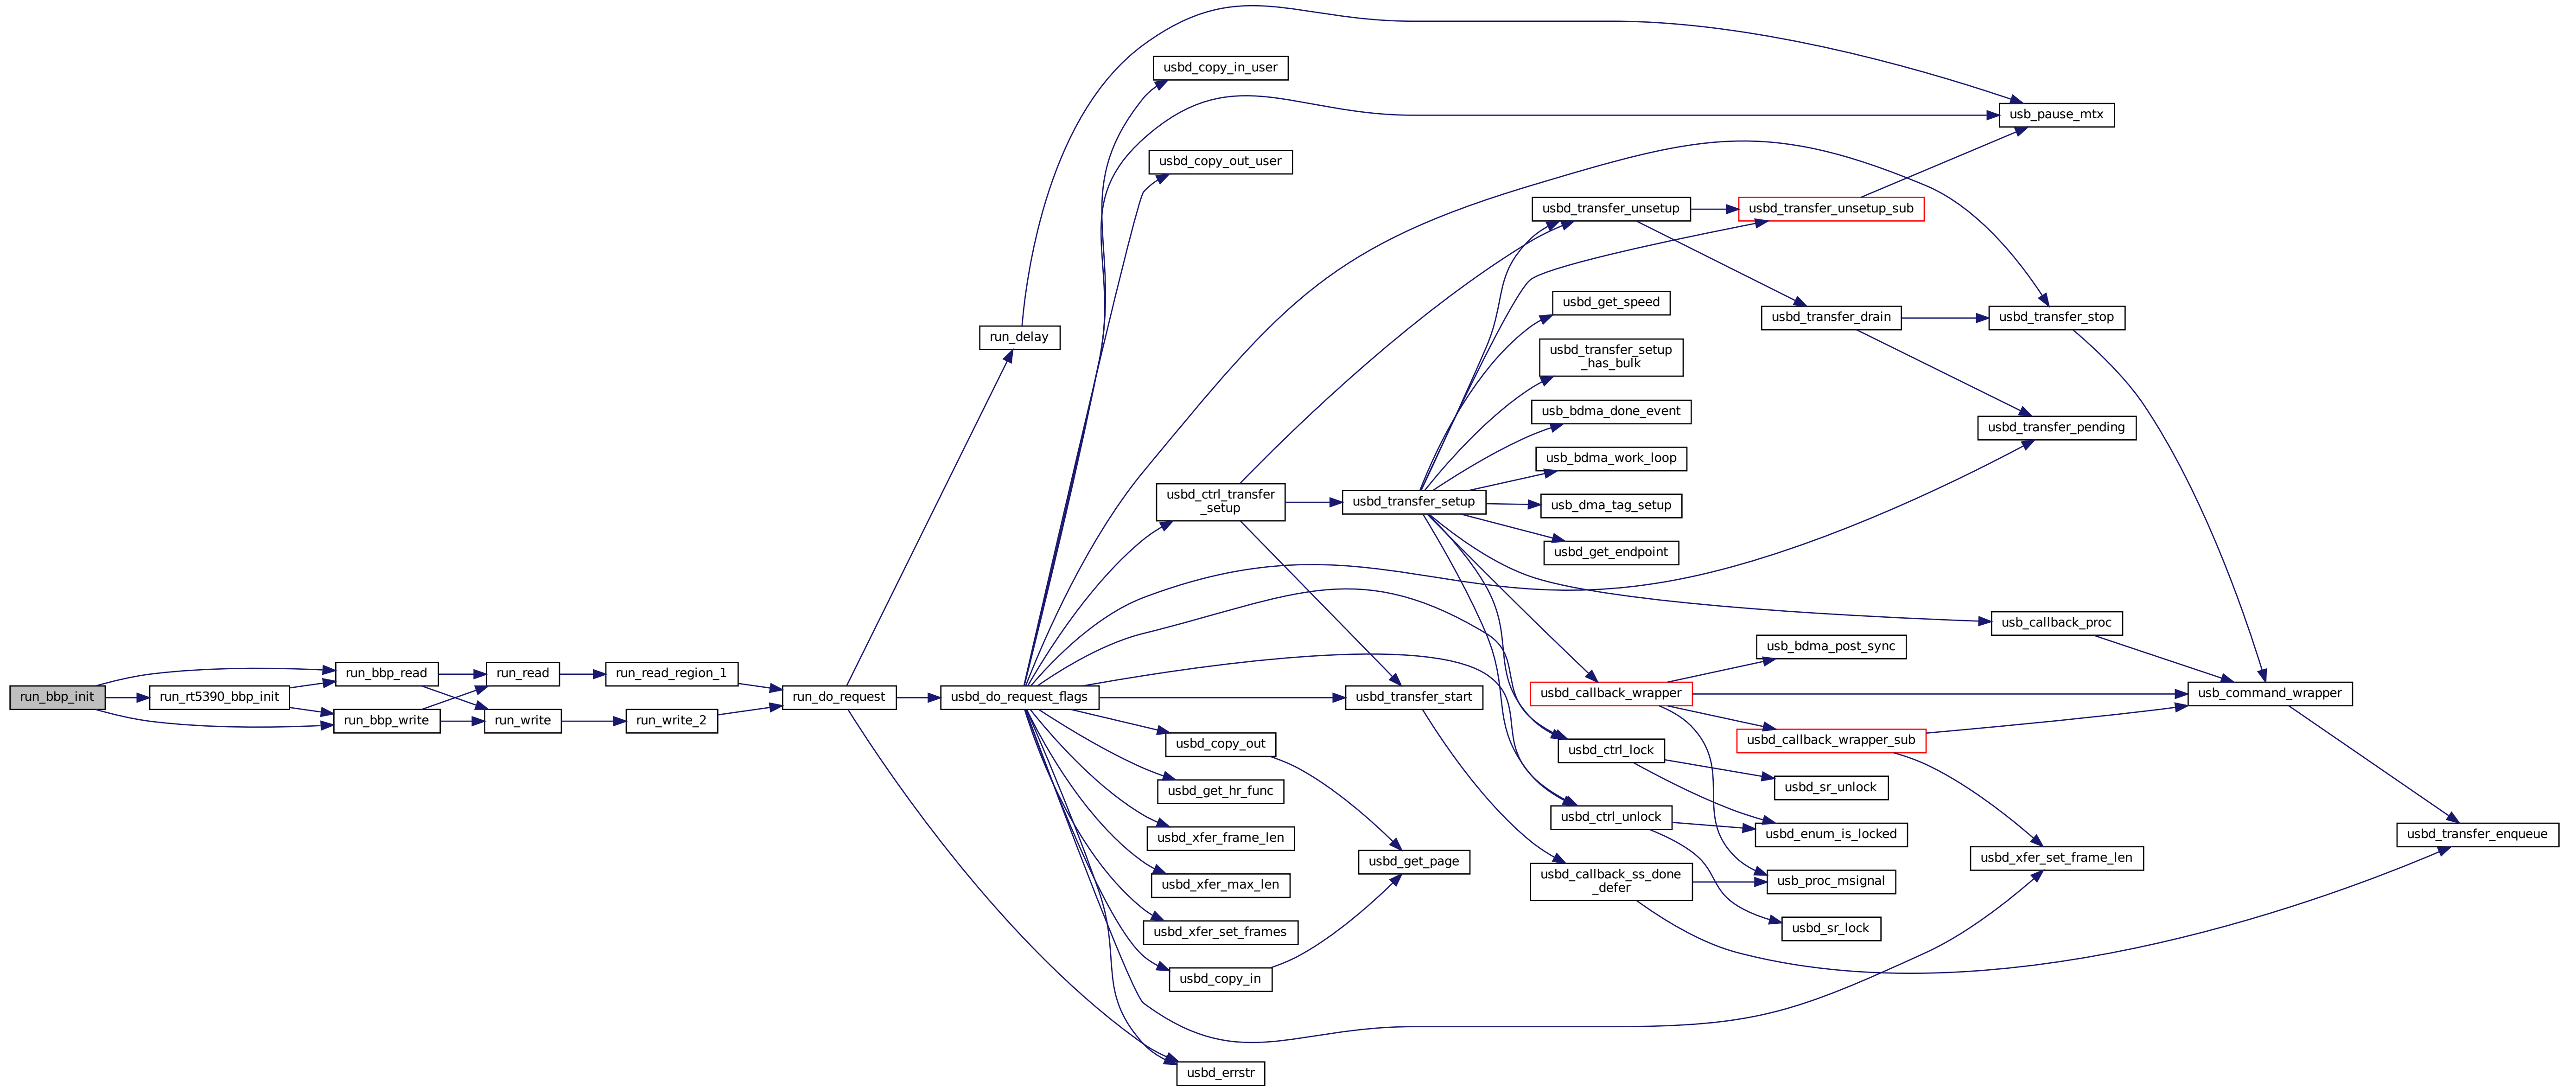 run_bbp_init
run_rt5390_bbp_init
run_bbp_read
run_bbp_write
run_read
run_write
run_read_region_1
run_write_2
run_do_request
run_delay
usbd_do_request_flags
usbd_copy_in_user
usbd_copy_out_user
usbd_ctrl_transfer
_setup
usbd_copy_out
usbd_get_hr_func
usbd_xfer_frame_len
usbd_xfer_max_len
usbd_xfer_set_frames
usbd_copy_in
usbd_errstr
usbd_transfer_setup
usbd_transfer_start
usbd_get_page
usbd_transfer_unsetup
usbd_get_speed
usbd_transfer_setup
_has_bulk
usb_bdma_done_event
usb_bdma_work_loop
usb_dma_tag_setup
usbd_get_endpoint
usbd_callback_wrapper
usbd_ctrl_lock
usbd_ctrl_unlock
usbd_callback_ss_done
_defer
usbd_transfer_unsetup_sub
usbd_transfer_drain
usb_bdma_post_sync
usbd_callback_wrapper_sub
usbd_sr_unlock
usbd_enum_is_locked
usb_proc_msignal
usbd_sr_lock
usb_pause_mtx
usbd_transfer_stop
usbd_transfer_pending
usb_callback_proc
usbd_xfer_set_frame_len
usb_command_wrapper
usbd_transfer_enqueue